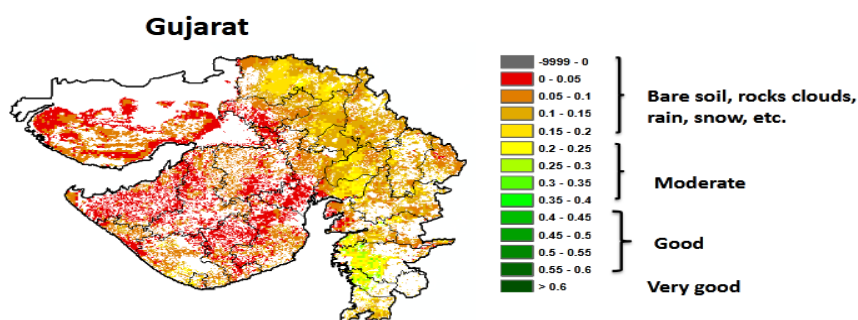 Gujarat
-9999 - 0
0 - 0.05
0.05 - 0.1
0.1 - 0.15
0.15 - 0.2
0.2 - 0.25
0.25 - 0.3
0.3 - 0.35
0.35 - 0.4
0.4 - 0.45
0.45 - 0.5
0.5 - 0.55
0.55 - 0.6
> 0.6
Bare soil, rocks clouds,
rain, snow, etc.
Moderate
Good
Very good